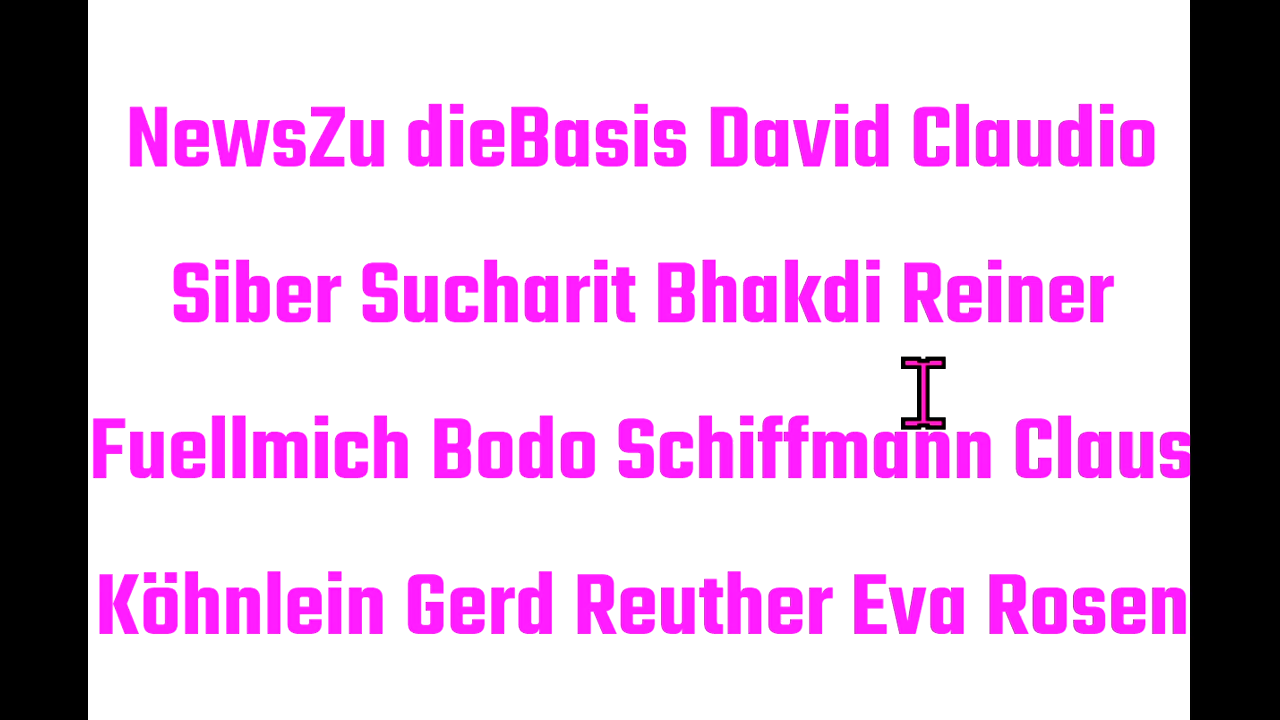 NewsZu dieBasis David Claudio
Siber Sucharit Bhakdi Reiner
Fuellmich Bodo Schiffmann Claus
Köhnlein Gerd Reuther Eva Rosen